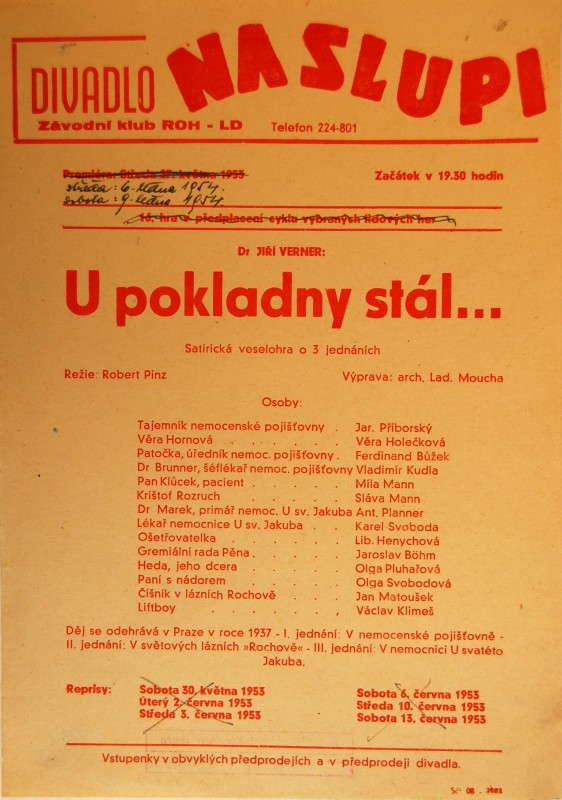 DIVADLO NA SLUPI
Závodní klub ROH - LD
Telefon 224-801
Premiéra: Středa 27. května 1953
Začátek v 19.30 hodin
středa: 6. ledna 1954.
sobota: 9. ledna 1954
16. hra v předplacení cyklu vybraných lidových her
Dr JIŘÍ VERNER:
U pokladny stál...
Satirická veselohra o 3 jednáních
Režie: Robert Pinz
Výprava: arch. Lad. Moucha
Osoby:
Tajemník nemocenské pojišťovny . Jar. Příborský
Věra Hornová . . . . . . Věra Holečková
Patočka, úředník nemoc. pojišťovny . Ferdinand Bůžek
Dr Brunner, šéflékař nemoc. pojišťovny Vladimír Kudla
Pan Klůcek, pacient . . . . . Míla Mann
Krištof Rozruch . . . . . Sláva Mann
Dr Marek, primář nemoc. U sv. Jakuba Ant. Planner
Lékař nemocnice U sv. Jakuba . . Karel Svoboda
Ošetřovatelka . . . . . . Lib. Henychová
Gremiální rada Pěna . . . . . Jaroslav Böhm
Heda, jeho dcera . . . . . Olga Pluhařová
Paní s nádorem . . . . . Olga Svobodová
Číšník v lázních Rochově . . . Jan Matoušek
Liftboy . . . . . . , Václav Klimeš
Děj se odehrává v Praze v roce 1937 - I. jednání: V nemocenské pojišťovně -
II. jednání: V světových lázních »Rochově« - III. jednání: V nemocnici U svatého
Jakuba.
Reprisy:
Sobota 30. května 1953
Úterý 2. června 1953
Středa 3. června 1953
Sobota 6. června 1953
Středa 10. června 1953
Sobota 13. června 1953
Vstupenky v obvyklých předprodejích a v předprodeji divadla.